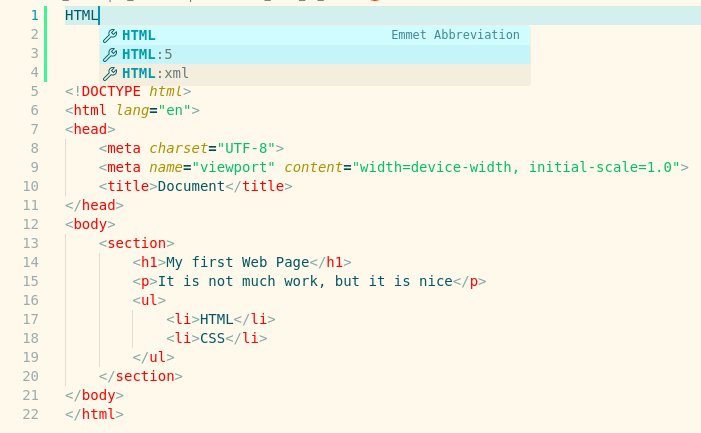 1 HTML
2 HTML Emmet Abbreviation
3 HTML:5
4 HTML:xml
5 <!DOCTYPE html>
6 <html lang="en">
7 <head>
8 <meta charset="UTF-8">
9 <meta name="viewport" content="width=device-width, initial-scale=1.0">
10 <title>Document</title>
11 </head>
12 <body>
13 <section>
14 <h1>My first Web Page</h1>
15 <p>It is not much work, but it is nice</p>
16 <ul>
17 <li>HTML</li>
18 <li>CSS</li>
19 </ul>
20 </section>
21 </body>
22 </html>